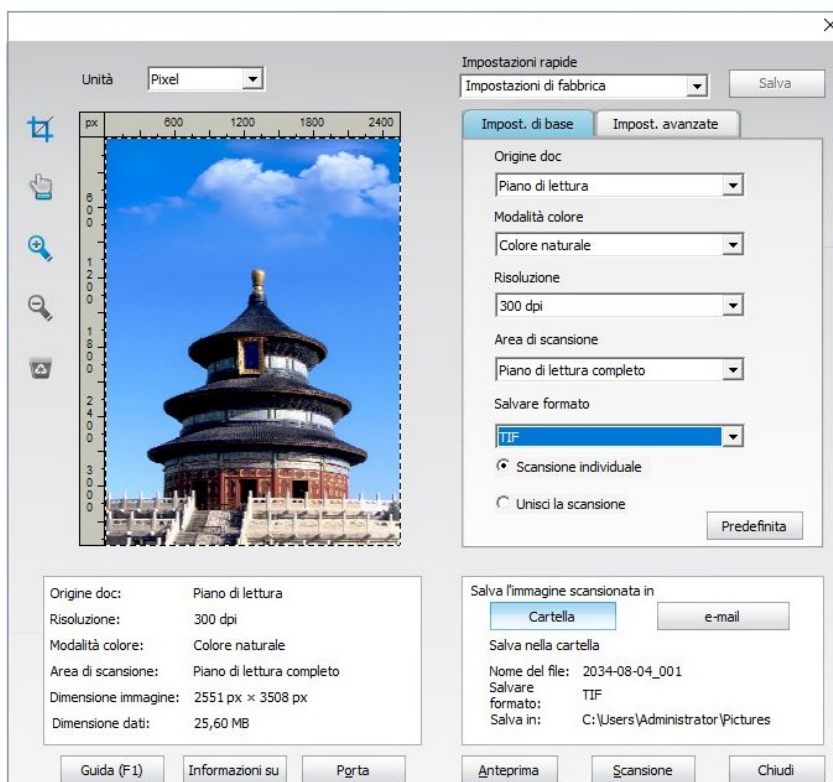 Unità
Pixel
px 600 1200 1800 2400
600
1200
1800
2400
3000
Impostazioni rapide
Impostazioni di fabbrica
Salva
Impost. di base
Impost. avanzate
Origine doc
Piano di lettura
Modalità colore
Colore naturale
Risoluzione
300 dpi
Area di scansione
Piano di lettura completo
Salvare formato
TIF
Scansione individuale
Unisci la scansione
Predefinita
Origine doc: Piano di lettura
Risoluzione: 300 dpi
Modalità colore: Colore naturale
Area di scansione: Piano di lettura completo
Dimensione immagine: 2551 px × 3508 px
Dimensione dati: 25,60 MB
Salva l'immagine scansionata in
Cartella
e-mail
Salva nella cartella
Nome del file: 2034-08-04_001
Salvare
formato: TIF
Salva in: C:\Users\Administrator\Pictures
Guida (F1)
Informazioni su
Porta
Anteprima
Scansione
Chiudi